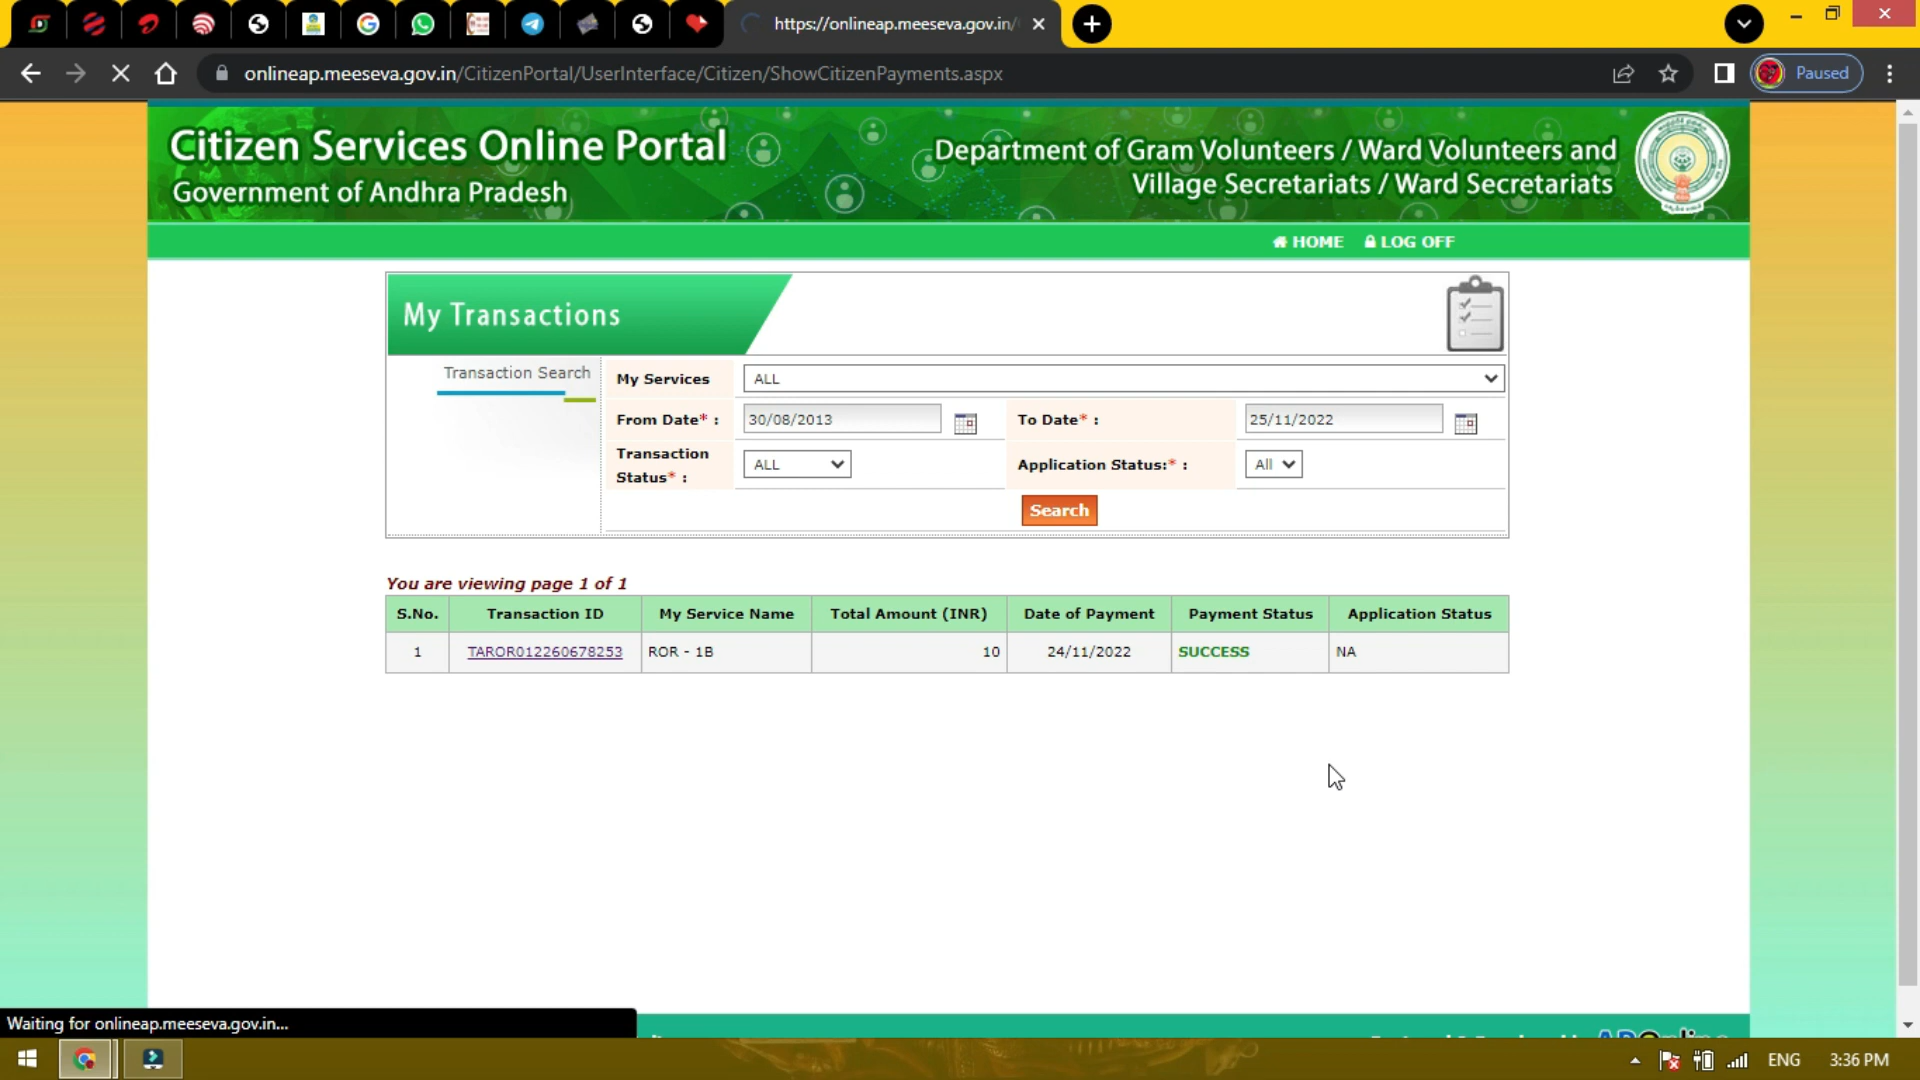 https://onlineap.meeseva.gov.in/
onlineap.meeseva.gov.in/CitizenPortal/UserInterface/Citizen/ShowCitizenPayments.aspx
Paused
Citizen Services Online Portal
Government of Andhra Pradesh
Department of Gram Volunteers / Ward Volunteers and
Village Secretariats / Ward Secretariats
HOME LOG OFF
My Transactions
Transaction Search
My Services ALL
From Date* : 30/08/2013 To Date* : 25/11/2022
Transaction
Status* : ALL Application Status:* : All
Search
You are viewing page 1 of 1
S.No. Transaction ID My Service Name Total Amount (INR) Date of Payment Payment Status Application Status
1 TAROR012260678253 ROR - 1B 10 24/11/2022 SUCCESS NA
Waiting for onlineap.meeseva.gov.in...
ENG 3:36 PM